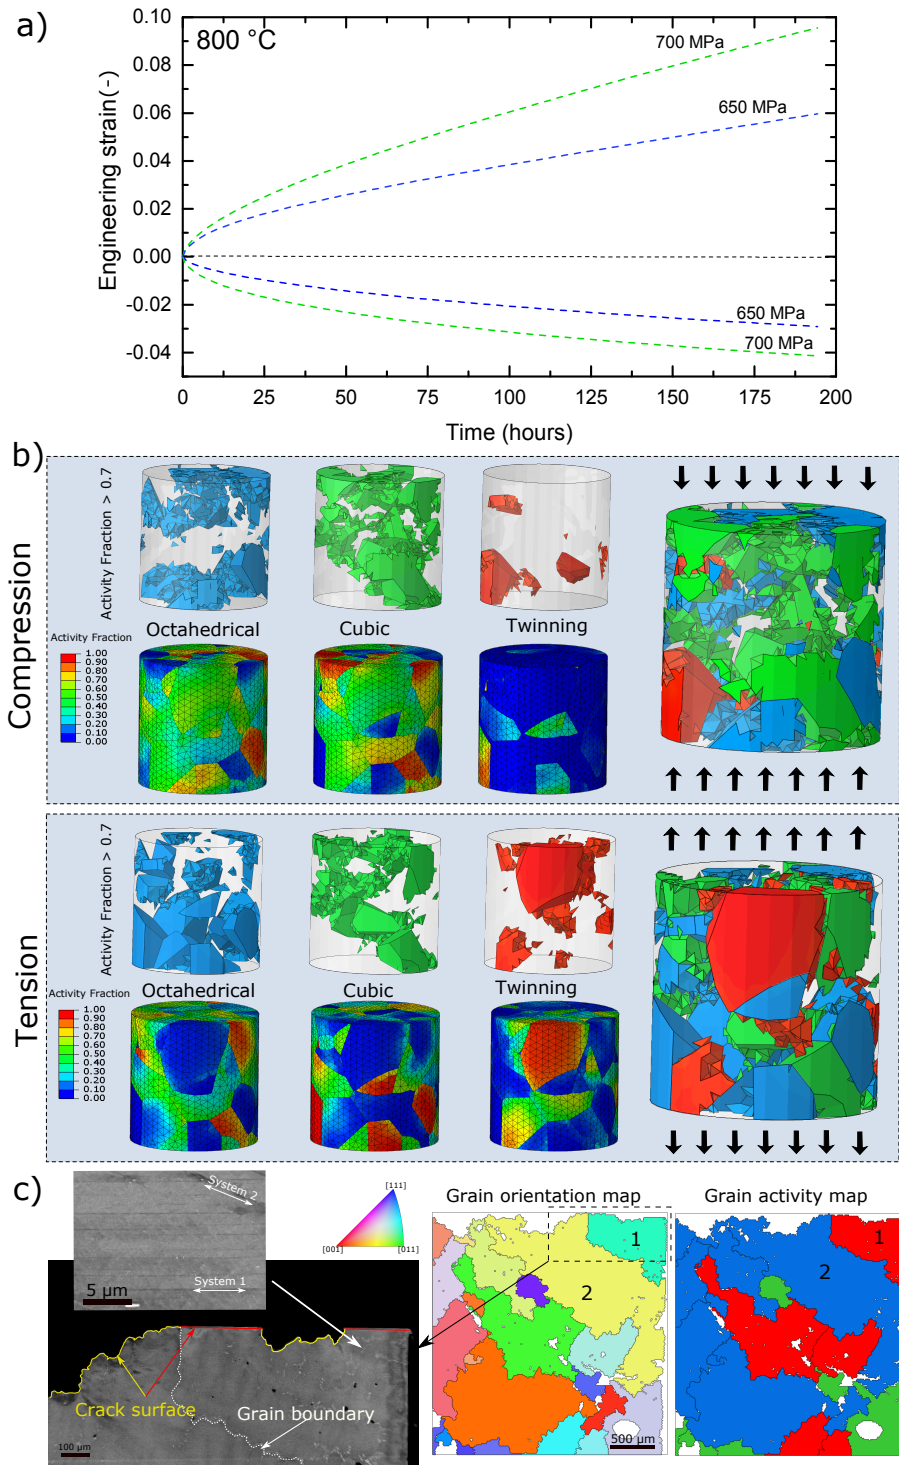 a)
800 °C
0.10
0.08
0.06
0.04
0.02
0.00
-0.02
-0.04
Engineering strain(-)
700 MPa
650 MPa
650 MPa
700 MPa
0
25
50
75
100
125
150
175
200
Time (hours)
b)
Compression
Activity Fraction > 0.7
Octahedrical
Cubic
Twinning
Activity Fraction
1.00
0.90
0.80
0.70
0.60
0.50
0.40
0.30
0.20
0.10
0.00
Tension
Activity Fraction > 0.7
Octahedrical
Cubic
Twinning
Activity Fraction
1.00
0.90
0.80
0.70
0.60
0.50
0.40
0.30
0.20
0.10
0.00
c)
System 2
System 1
5 µm
[111]
[001]
[011]
Crack surface
Grain boundary
100 µm
Grain orientation map
1
2
500 µm
Grain activity map
1
2